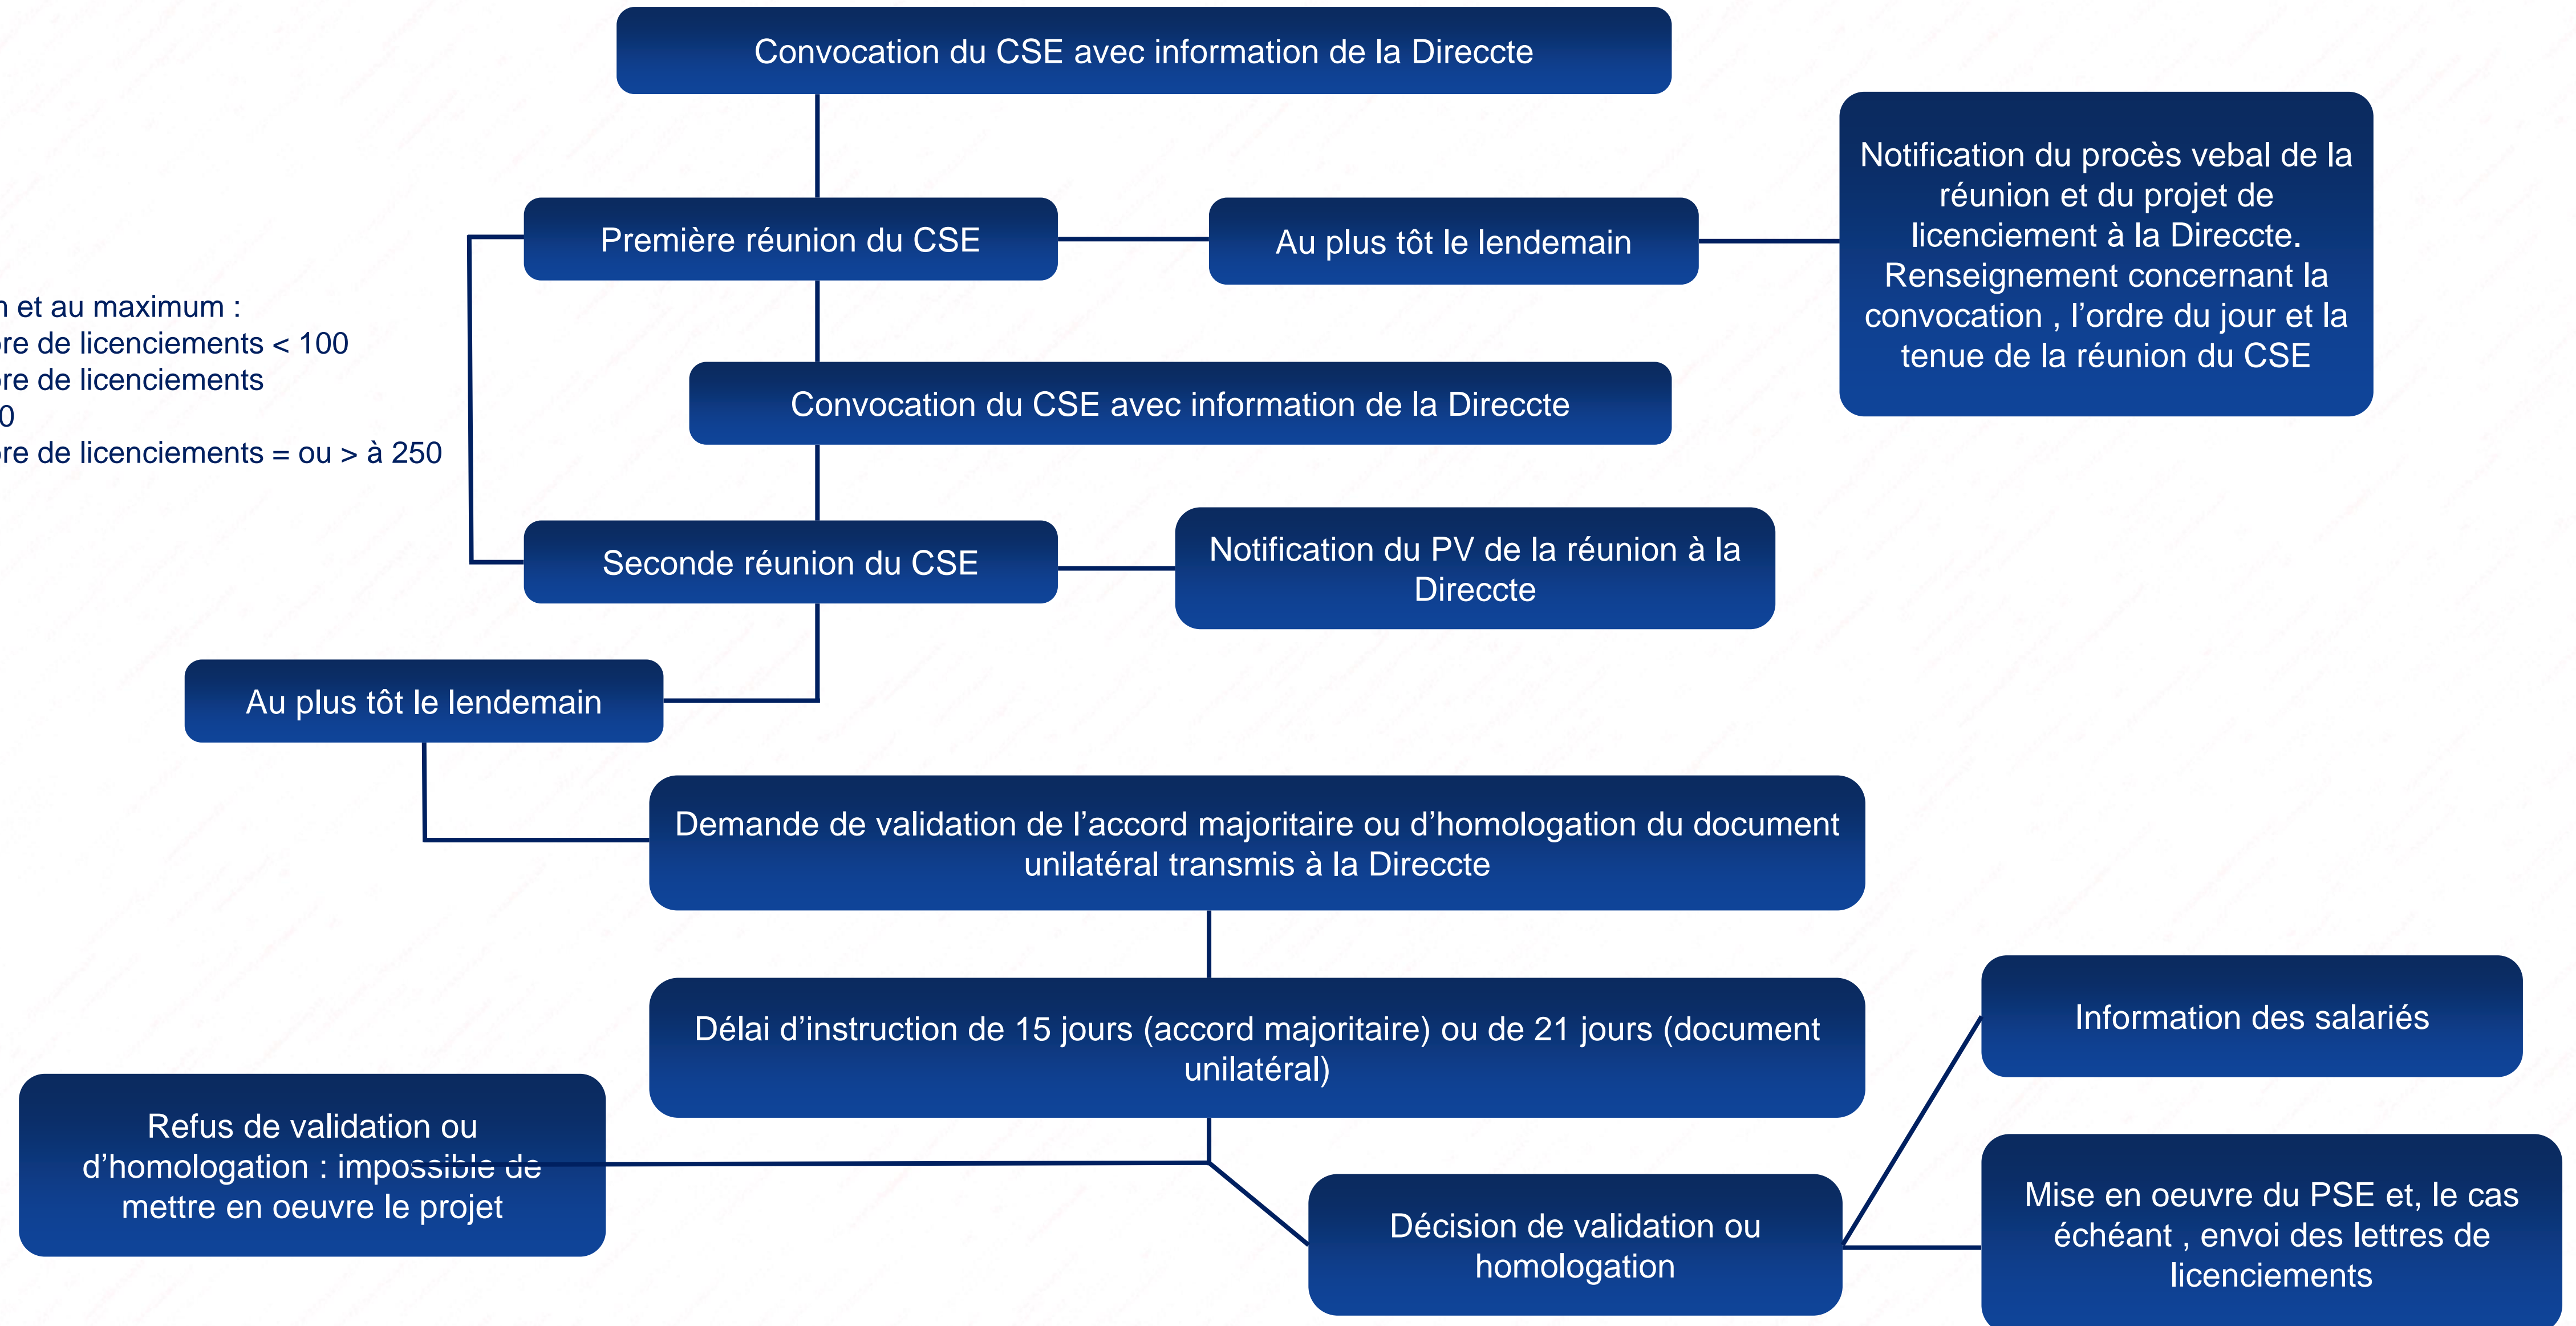 Convocation du CSE avec information de la Direccte
Notification du procès vebal de la
réunion et du projet de
licenciement à la Direccte.
Renseignement concernant la
convocation , l’ordre du jour et la
tenue de la réunion du CSE
Première réunion du CSE
Au plus tôt le lendemain
et au maximum :
de licenciements < 100
de licenciements
0
de licenciements = ou > à 250
Convocation du CSE avec information de la Direccte
Seconde réunion du CSE
Notification du PV de la réunion à la
Direccte
Au plus tôt le lendemain
Demande de validation de l’accord majoritaire ou d’homologation du document
unilatéral transmis à la Direccte
Délai d’instruction de 15 jours (accord majoritaire) ou de 21 jours (document
unilatéral)
Information des salariés
Refus de validation ou
d’homologation : impossible de
mettre en oeuvre le projet
Décision de validation ou
homologation
Mise en oeuvre du PSE et, le cas
échéant , envoi des lettres de
licenciements